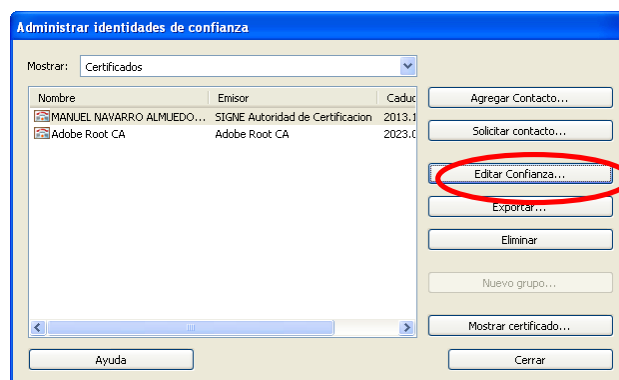 Administrar identidades de confianza
Mostrar: Certificados
Nombre Emisor Caduc
MANUEL NAVARRO ALMUEDO... SIGNE Autoridad de Certificacion 2013.1
Adobe Root CA Adobe Root CA 2023.0
Agregar Contacto...
Solicitar contacto...
Editar Confianza...
Exportar...
Eliminar
Nuevo grupo...
Mostrar certificado...
Ayuda
Cerrar